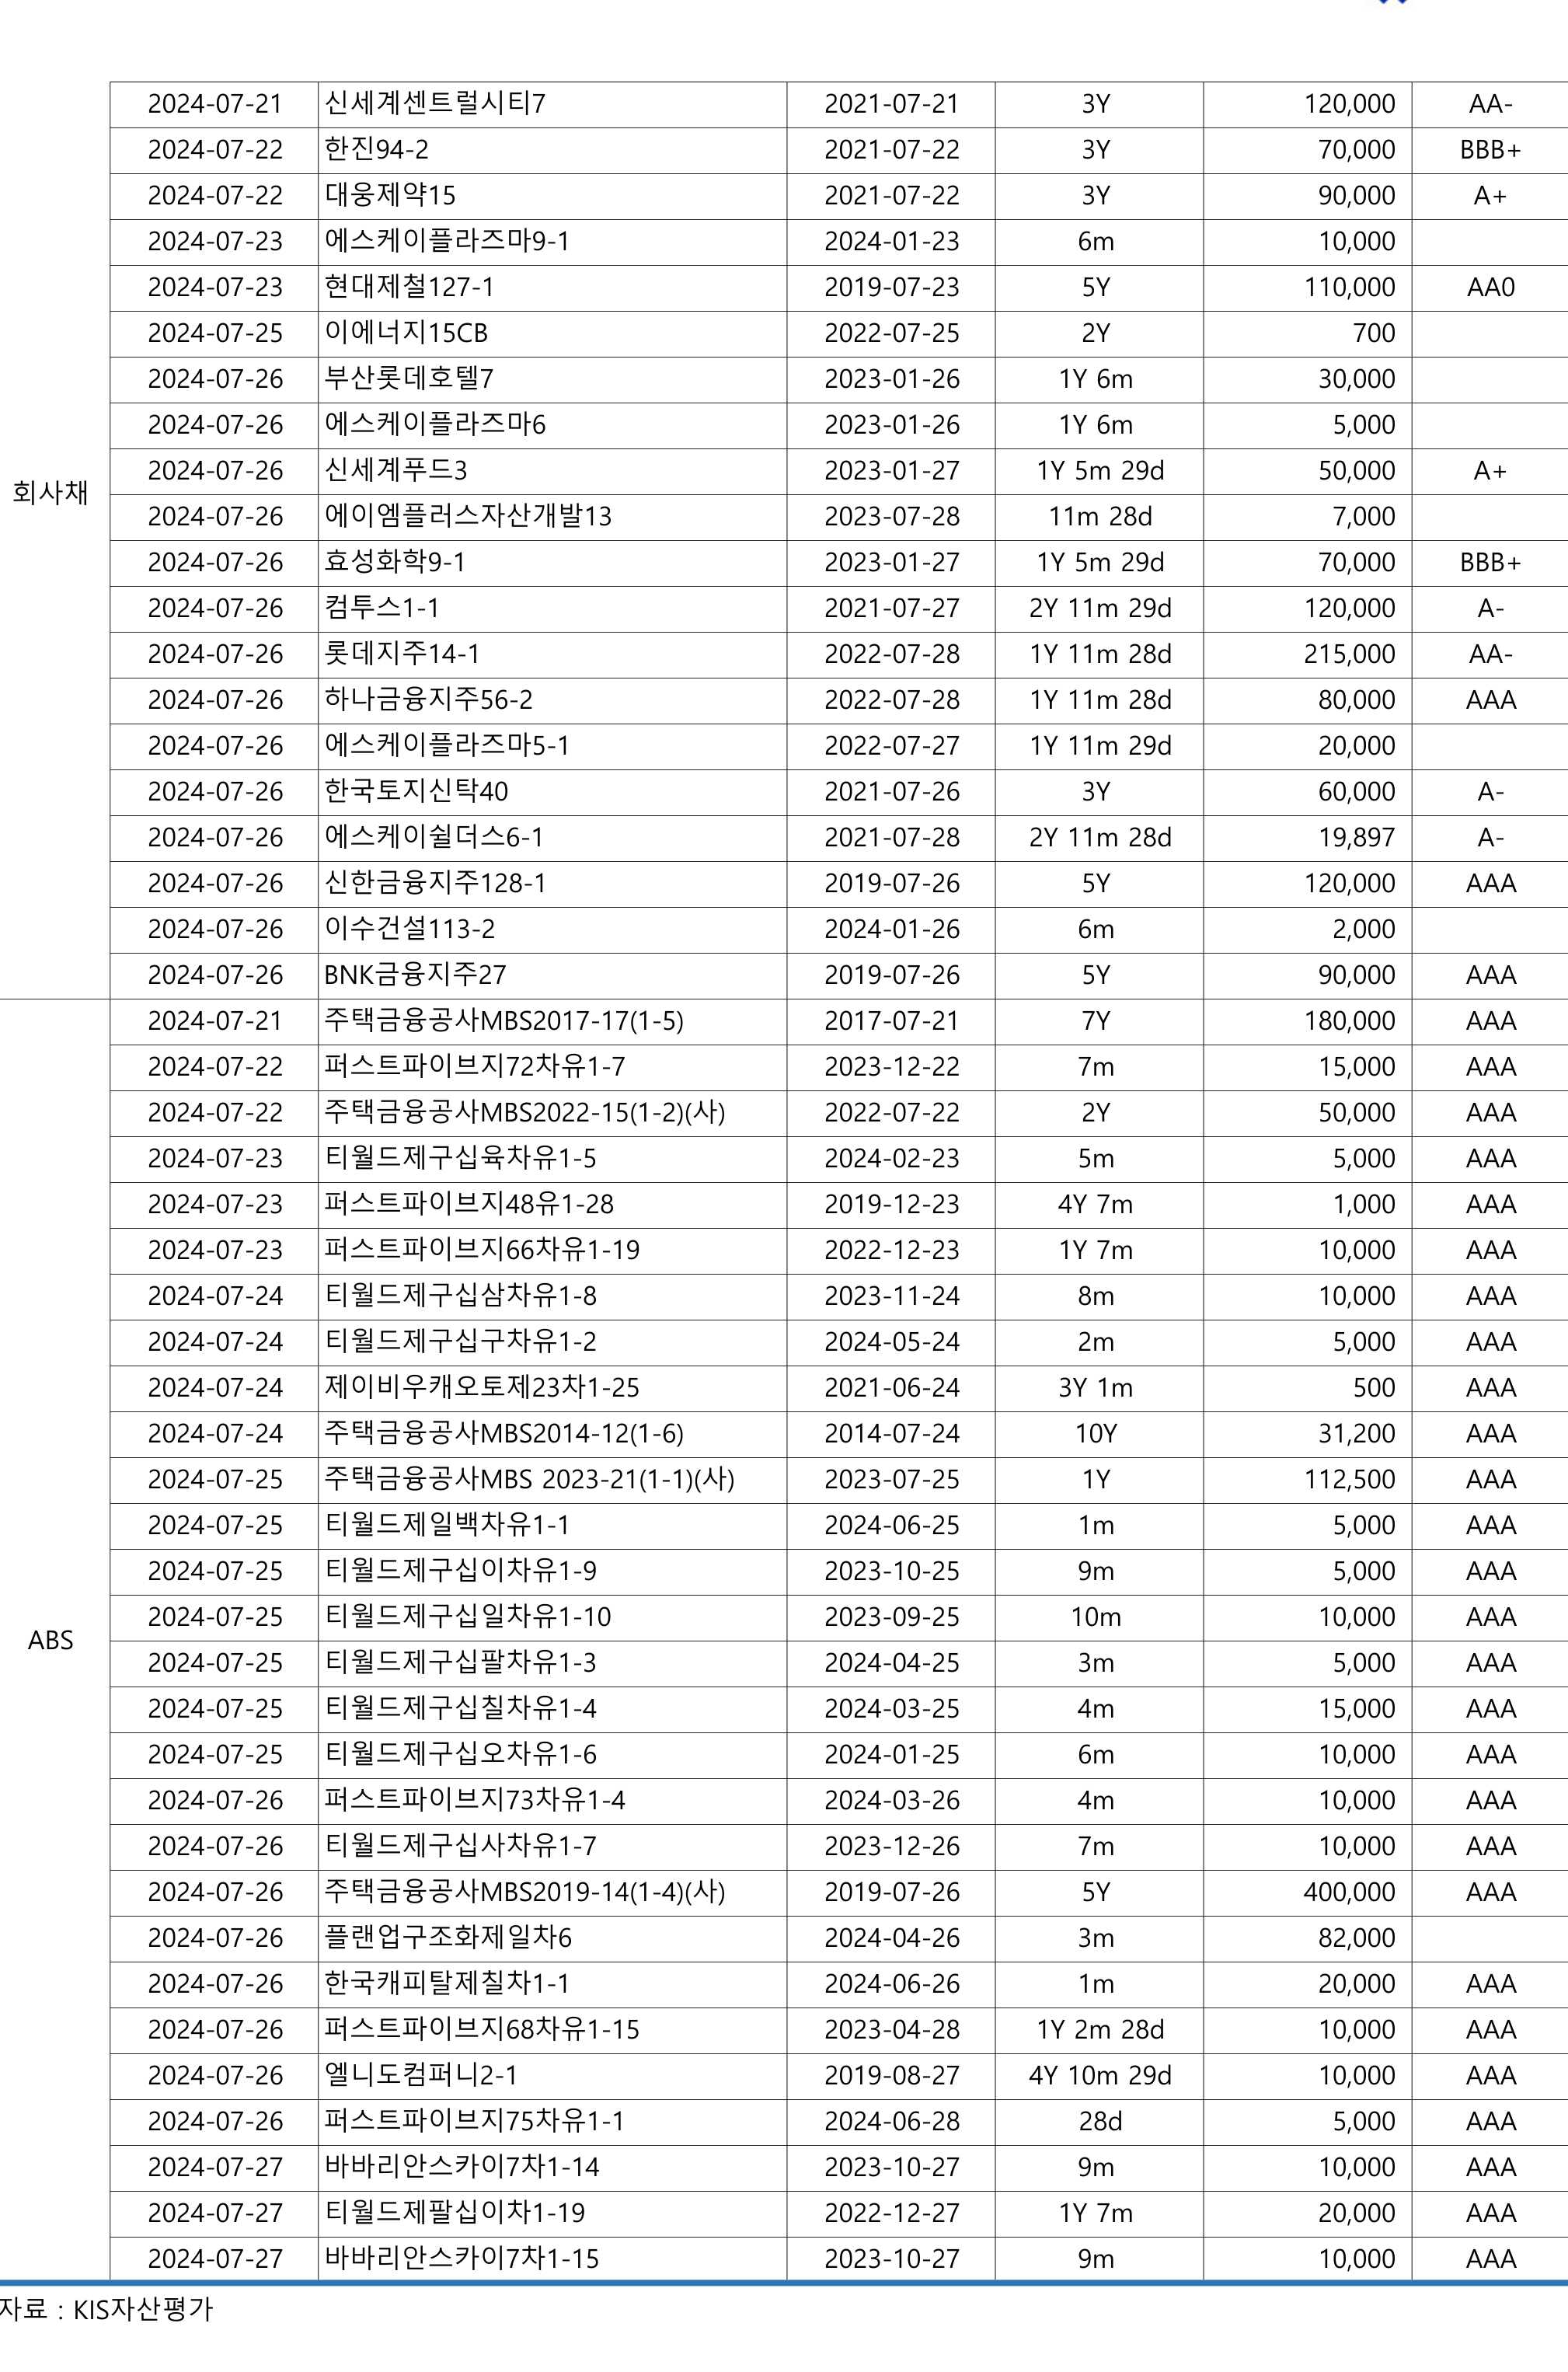 2024-07-21 신세계센트럴시티7 2021-07-21 3Y 120,000 AA-
2024-07-22 한진94-2 2021-07-22 3Y 70,000 BBB+
2024-07-22 대웅제약15 2021-07-22 3Y 90,000 A+
2024-07-23 에스케이플라즈마9-1 2024-01-23 6m 10,000
2024-07-23 현대제철127-1 2019-07-23 5Y 110,000 AA0
2024-07-25 이에너지15CB 2022-07-25 2Y 700
2024-07-26 부산롯데호텔7 2023-01-26 1Y 6m 30,000
2024-07-26 에스케이플라즈마6 2023-01-26 1Y 6m 5,000
회사채 2024-07-26 신세계푸드3 2023-01-27 1Y 5m 29d 50,000 A+
2024-07-26 에이엠플러스자산개발13 2023-07-28 11m 28d 7,000
2024-07-26 효성화학9-1 2023-01-27 1Y 5m 29d 70,000 BBB+
2024-07-26 컴투스1-1 2021-07-27 2Y 11m 29d 120,000 A-
2024-07-26 롯데지주14-1 2022-07-28 1Y 11m 28d 215,000 AA-
2024-07-26 하나금융지주56-2 2022-07-28 1Y 11m 28d 80,000 AAA
2024-07-26 에스케이플라즈마5-1 2022-07-27 1Y 11m 29d 20,000
2024-07-26 한국토지신탁40 2021-07-26 3Y 60,000 A-
2024-07-26 에스케이쉴더스6-1 2021-07-28 2Y 11m 28d 19,897 A-
2024-07-26 신한금융지주128-1 2019-07-26 5Y 120,000 AAA
2024-07-26 이수건설113-2 2024-01-26 6m 2,000
2024-07-26 BNK금융지주27 2019-07-26 5Y 90,000 AAA
2024-07-21 주택금융공사MBS2017-17(1-5) 2017-07-21 7Y 180,000 AAA
2024-07-22 퍼스트파이브지72차유1-7 2023-12-22 7m 15,000 AAA
2024-07-22 주택금융공사MBS2022-15(1-2)(사) 2022-07-22 2Y 50,000 AAA
2024-07-23 티월드제구십육차유1-5 2024-02-23 5m 5,000 AAA
2024-07-23 퍼스트파이브지48유1-28 2019-12-23 4Y 7m 1,000 AAA
2024-07-23 퍼스트파이브지66차유1-19 2022-12-23 1Y 7m 10,000 AAA
2024-07-24 티월드제구십삼차유1-8 2023-11-24 8m 10,000 AAA
2024-07-24 티월드제구십구차유1-2 2024-05-24 2m 5,000 AAA
2024-07-24 제이비우캐오토제23차1-25 2021-06-24 3Y 1m 500 AAA
2024-07-24 주택금융공사MBS2014-12(1-6) 2014-07-24 10Y 31,200 AAA
2024-07-25 주택금융공사MBS 2023-21(1-1)(사) 2023-07-25 1Y 112,500 AAA
2024-07-25 티월드제일백차유1-1 2024-06-25 1m 5,000 AAA
2024-07-25 티월드제구십이차유1-9 2023-10-25 9m 5,000 AAA
2024-07-25 티월드제구십일차유1-10 2023-09-25 10m 10,000 AAA
ABS 2024-07-25 티월드제구십팔차유1-3 2024-04-25 3m 5,000 AAA
2024-07-25 티월드제구십칠차유1-4 2024-03-25 4m 15,000 AAA
2024-07-25 티월드제구십오차유1-6 2024-01-25 6m 10,000 AAA
2024-07-26 퍼스트파이브지73차유1-4 2024-03-26 4m 10,000 AAA
2024-07-26 티월드제구십사차유1-7 2023-12-26 7m 10,000 AAA
2024-07-26 주택금융공사MBS2019-14(1-4)(사) 2019-07-26 5Y 400,000 AAA
2024-07-26 플랜업구조화제일차6 2024-04-26 3m 82,000
2024-07-26 한국캐피탈제칠차1-1 2024-06-26 1m 20,000 AAA
2024-07-26 퍼스트파이브지68차유1-15 2023-04-28 1Y 2m 28d 10,000 AAA
2024-07-26 엘니도컴퍼니2-1 2019-08-27 4Y 10m 29d 10,000 AAA
2024-07-26 퍼스트파이브지75차유1-1 2024-06-28 28d 5,000 AAA
2024-07-27 바바리안스카이7차1-14 2023-10-27 9m 10,000 AAA
2024-07-27 티월드제팔십이차1-19 2022-12-27 1Y 7m 20,000 AAA
2024-07-27 바바리안스카이7차1-15 2023-10-27 9m 10,000 AAA
자료 : KIS자산평가